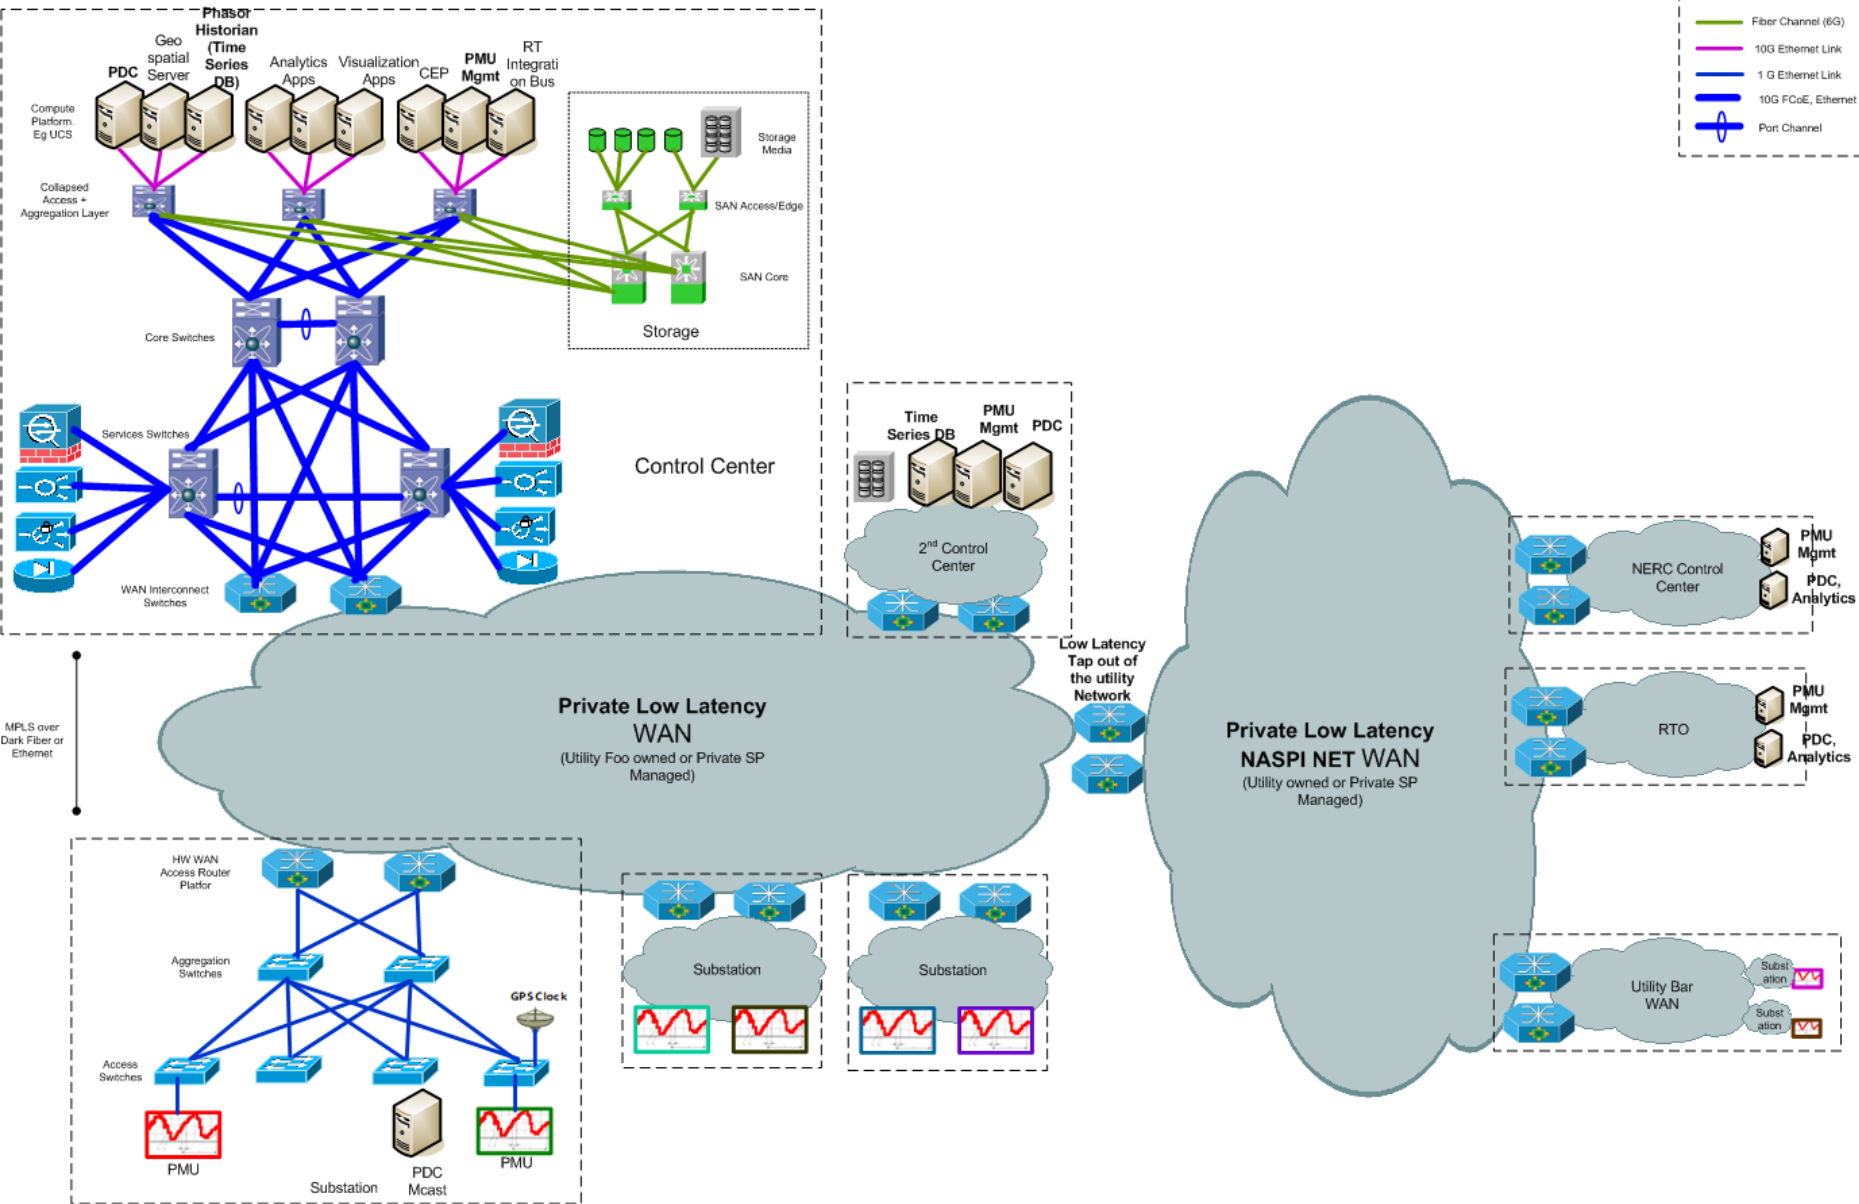 Phasor
Historian
(Time
Series
DB)
Geo
spatial
Server
PDC
Analytics
Apps
Visualization
Apps
CEP
PMU
Mgmt
RT
Integrati
on Bus
Compute
Platform.
Eg UCS
Collapsed
Access +
Aggregation Layer
Storage
Media
SAN Access/Edge
SAN Core
Storage
Core Switches
Services Switches
Control Center
WAN Interconnect
Switches
Fiber Channel (6G)
10G Ethernet Link
1 G Ethernet Link
10G FCoE, Ethernet
Port Channel
Time
Series DB
PMU
Mgmt
PDC
2nd Control
Center
Low Latency
Tap out of
the utility
Network
MPLS over
Dark Fiber or
Ethernet
Private Low Latency
WAN
(Utility Foo owned or Private SP
Managed)
Private Low Latency
NASPI NET WAN
(Utility owned or Private SP
Managed)
NERC Control
Center
PMU
Mgmt
PDC,
Analytics
RTO
PMU
Mgmt
PDC,
Analytics
Utility Bar
WAN
Subst
ation
Subst
ation
HW WAN
Access Router
Platfor
Aggregation
Switches
GPS Clock
Access
Switches
PMU
PDC
Mcast
PMU
Substation
Substation
Substation